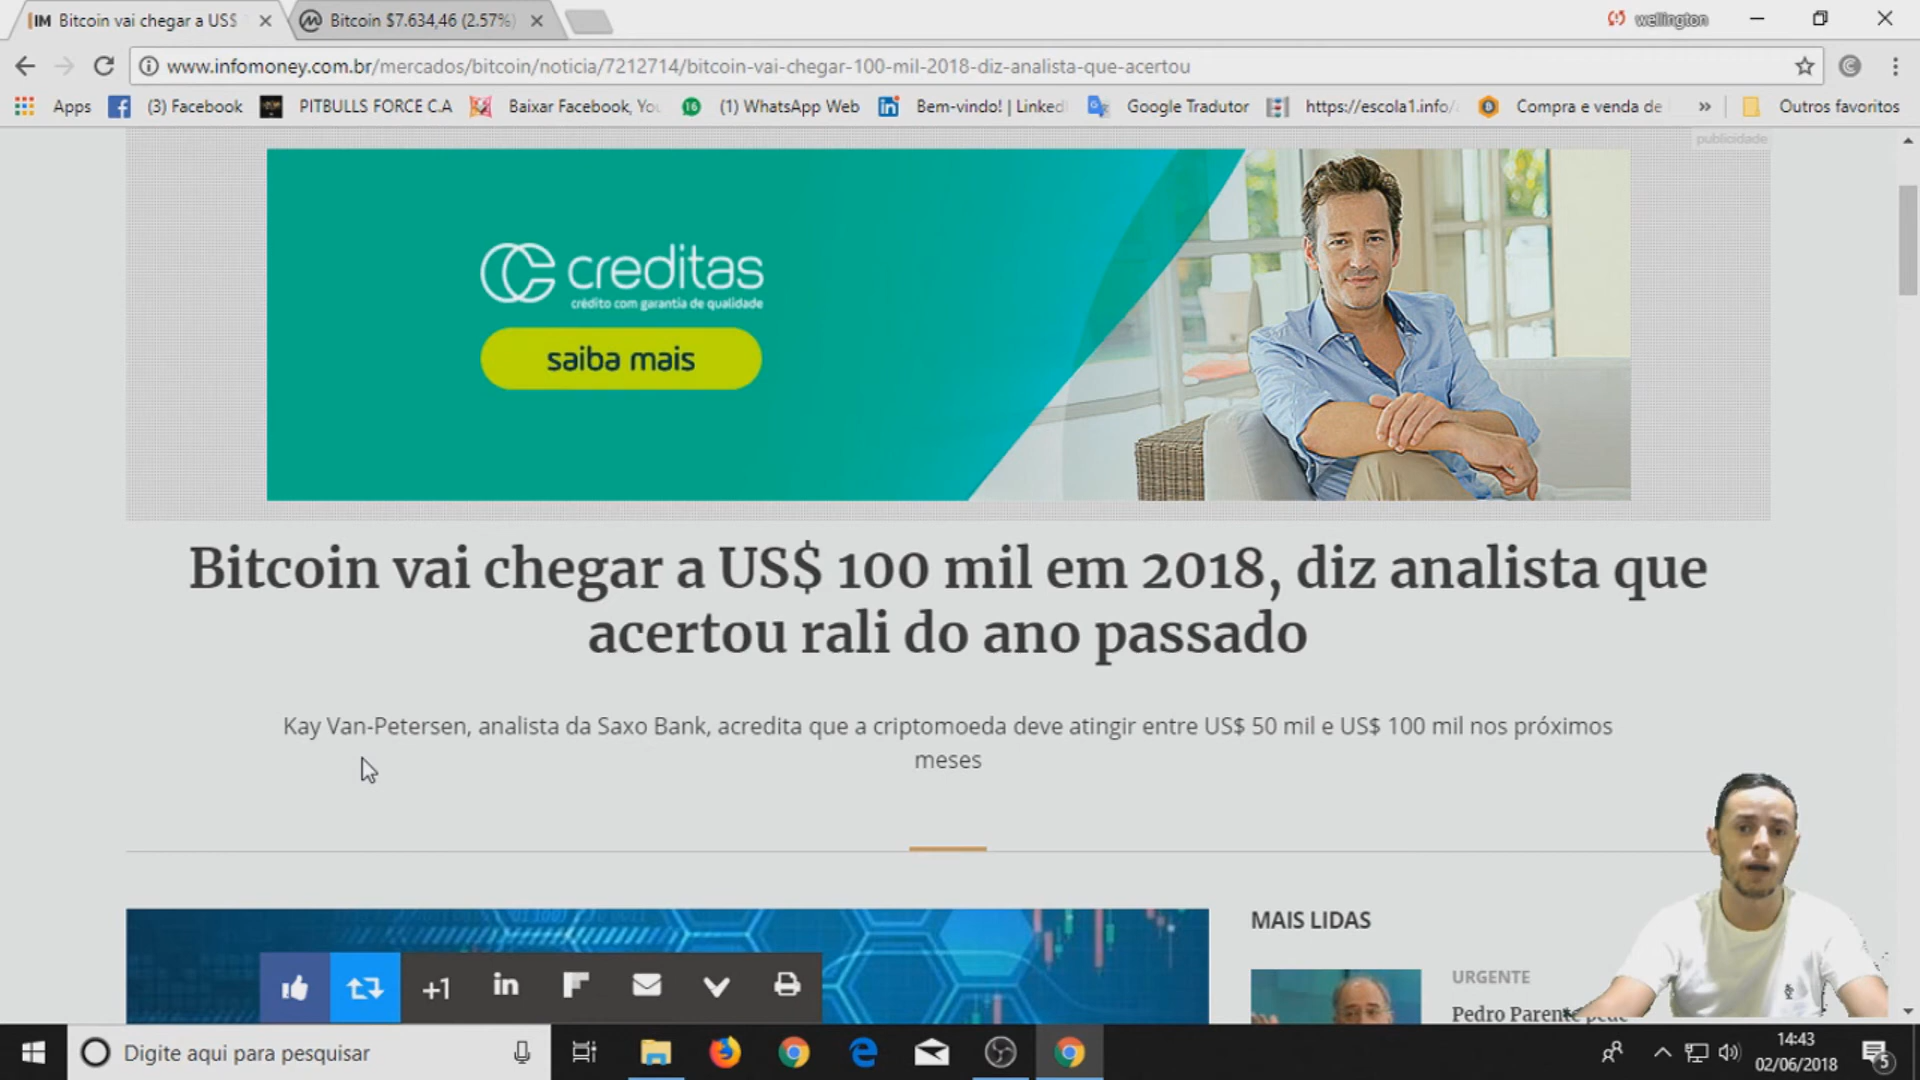 IM Bitcoin vai chegar a US$
Bitcoin $7.634,46 (2.57%)
wellington
www.infomoney.com.br/mercados/bitcoin/noticia/7212714/bitcoin-vai-chegar-100-mil-2018-diz-analista-que-acertou
Apps
(3) Facebook
PITBULLS FORCE C.A
Baixar Facebook, You
16
(1) WhatsApp Web
Bem-vindo! | Linked
Google Tradutor
https://escola1.info/
Compra e venda de
Outros favoritos
publicidade
creditas
crédito com garantia de qualidade
saiba mais
Bitcoin vai chegar a US$ 100 mil em 2018, diz analista que
acertou rali do ano passado
Kay Van-Petersen, analista da Saxo Bank, acredita que a criptomoeda deve atingir entre US$ 50 mil e US$ 100 mil nos próximos
meses
MAIS LIDAS
URGENTE
Pedro Parente pede
+1
in
Digite aqui para pesquisar
14:43
02/06/2018
5